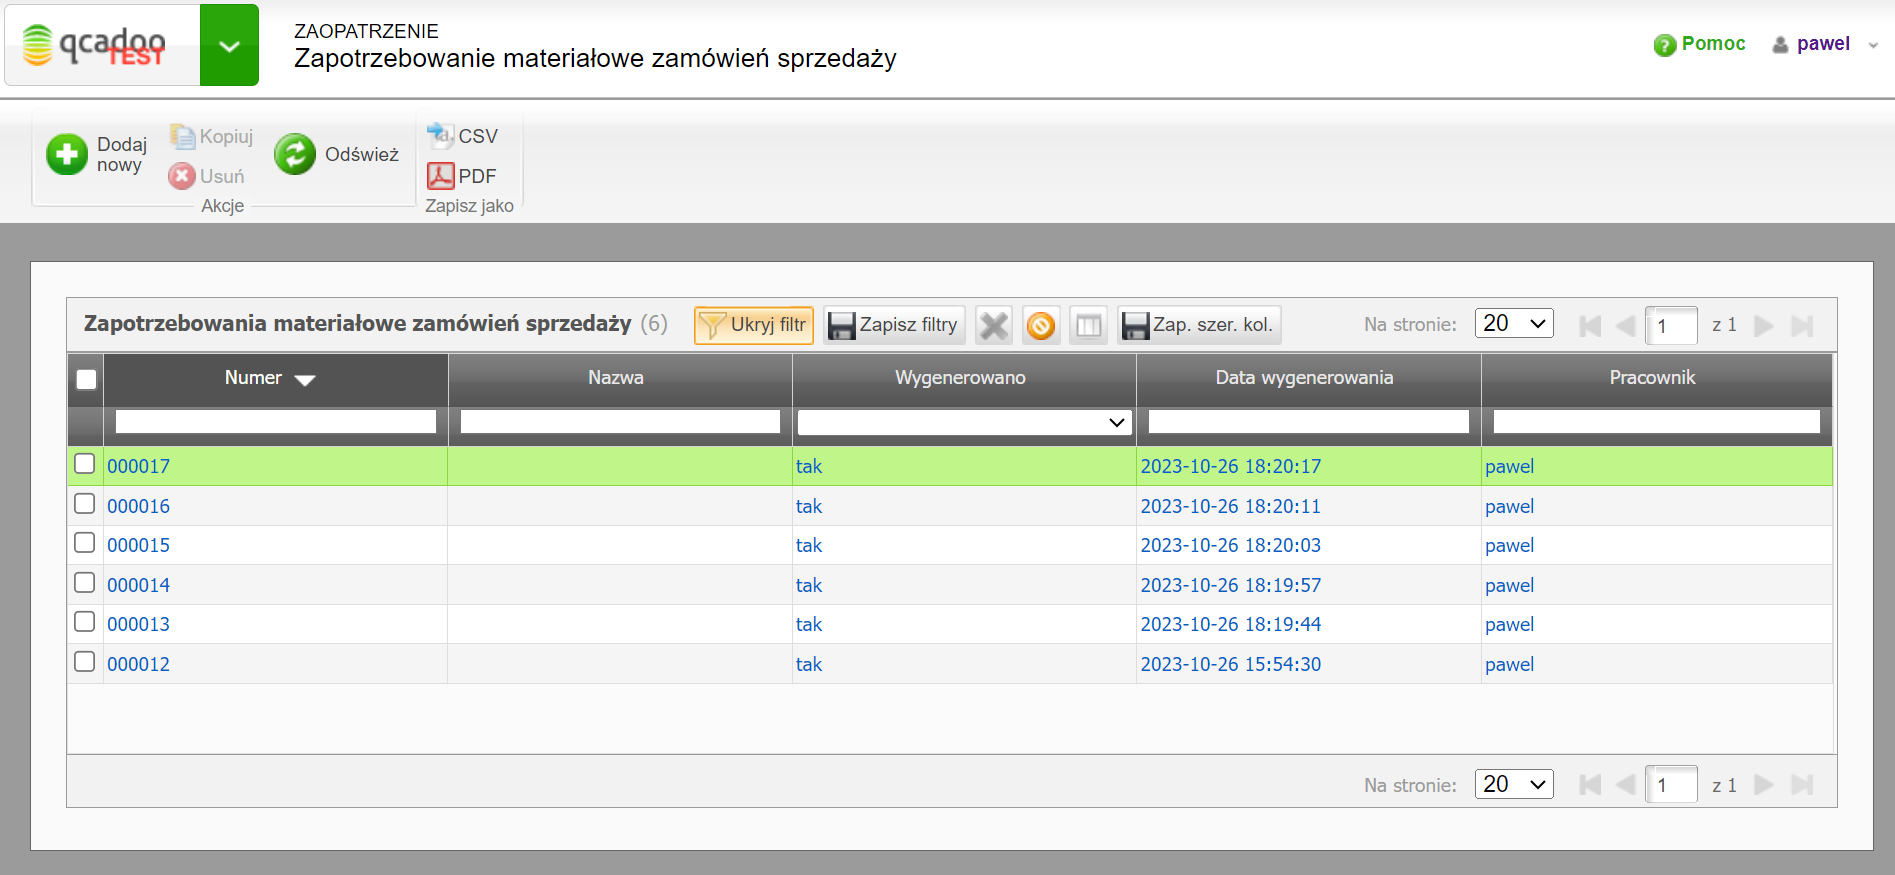 qcadoo
TEST
ZAOPATRZENIE
Zapotrzebowanie materiałowe zamówień sprzedaży
Pomoc
pawel
Dodaj
nowy
Kopiuj
Usuń
Odśwież
Akcje
CSV
PDF
Zapisz jako
Zapotrzebowania materiałowe zamówień sprzedaży (6)
Ukryj filtr
Zapisz filtry
Zap. szer. kol.
Na stronie: 20 1 z 1
Numer Nazwa Wygenerowano Data wygenerowania Pracownik
000017 tak 2023-10-26 18:20:17 pawel
000016 tak 2023-10-26 18:20:11 pawel
000015 tak 2023-10-26 18:20:03 pawel
000014 tak 2023-10-26 18:19:57 pawel
000013 tak 2023-10-26 18:19:44 pawel
000012 tak 2023-10-26 15:54:30 pawel
Na stronie: 20 1 z 1